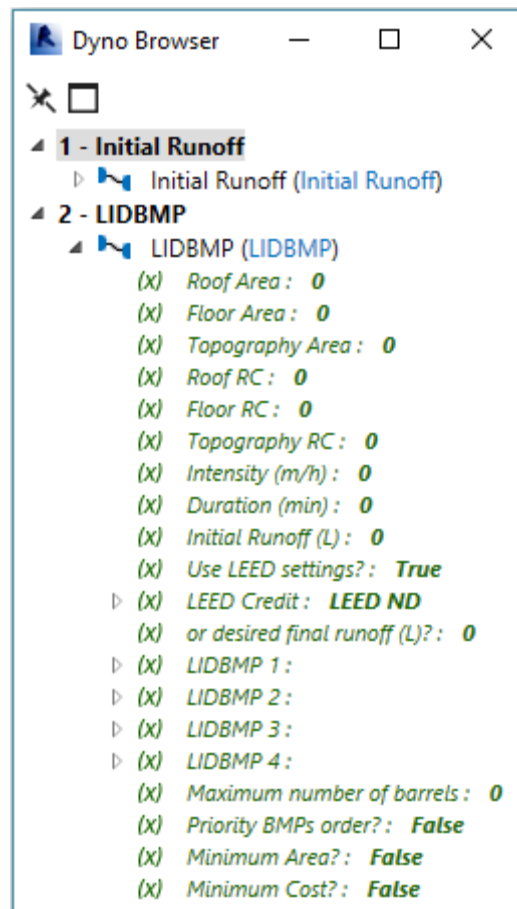 Dyno Browser
1 - Initial Runoff
Initial Runoff (Initial Runoff)
2 - LIDBMP
LIDBMP (LIDBMP)
(x) Roof Area : 0
(x) Floor Area : 0
(x) Topography Area : 0
(x) Roof RC : 0
(x) Floor RC : 0
(x) Topography RC : 0
(x) Intensity (m/h) : 0
(x) Duration (min) : 0
(x) Initial Runoff (L) : 0
(x) Use LEED settings? : True
(x) LEED Credit : LEED ND
(x) or desired final runoff (L)? : 0
(x) LIDBMP 1 :
(x) LIDBMP 2 :
(x) LIDBMP 3 :
(x) LIDBMP 4 :
(x) Maximum number of barrels : 0
(x) Priority BMPs order? : False
(x) Minimum Area? : False
(x) Minimum Cost? : False